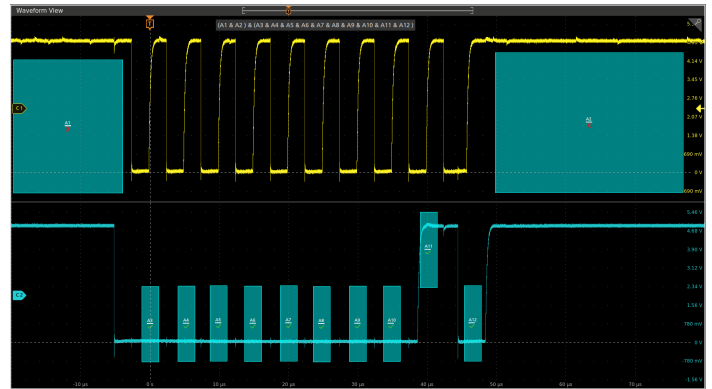 Waveform View
T
T
(A1 & A2 ) & (A3 & A4 & A5 & A6 & A7 & A8 & A9 & A10 & A11 & A12 )
4.14 V
3.45 V
2.76 V
2.07 V
1.38 V
690 mV
0 V
-690 mV
C 1
A1
A2
5.46 V
4.68 V
3.90 V
3.12 V
2.34 V
1.56 V
780 mV
0 V
-780 mV
-1.56 V
C 2
A11
A3 A4 A5 A6 A7 A8 A9 A10 A12
-10 µs 0 s 10 µs 20 µs 30 µs 40 µs 50 µs 60 µs 70 µs